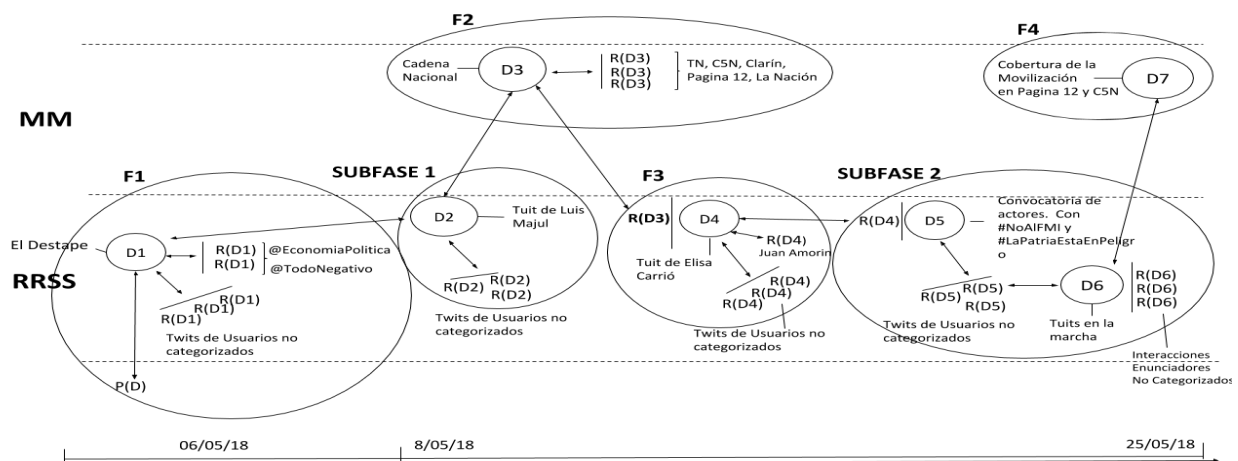 F2
F4
Cadena
Nacional
D3
R(D3)
R(D3)
R(D3)
TN, C5N, Clarín,
Pagina 12, La Nación
Cobertura de la
Movilización
en Pagina 12 y C5N
D7
MM
F1
SUBFASE 1
F3
SUBFASE 2
El Destape
D1
R(D1)
R(D1)
@EconomiaPolitica
@TodoNegativo
R(D1)
R(D1)
R(D1)
Twits de Usuarios no
categorizados
P(D)
D2
Tuit de Luis
Majul
R(D2)
R(D2)
R(D2)
Twits de Usuarios no
categorizados
R(D3)
D4
Tuit de Elisa
Carrió
R(D4)
Juan Amorin
R(D4)
R(D4)
R(D4)
Twits de Usuarios no
categorizados
R(D4)
D5
Convocatoria de
actores. Con
#NoAlFMI y
#LaPatriaEstaEnPeligr
o
R(D5)
R(D5)
R(D5)
Twits de Usuarios no
categorizados
D6
R(D6)
R(D6)
R(D6)
Tuits en la
marcha
Interacciones
Enunciadores
No Categorizados
RRSS
06/05/18
8/05/18
25/05/18